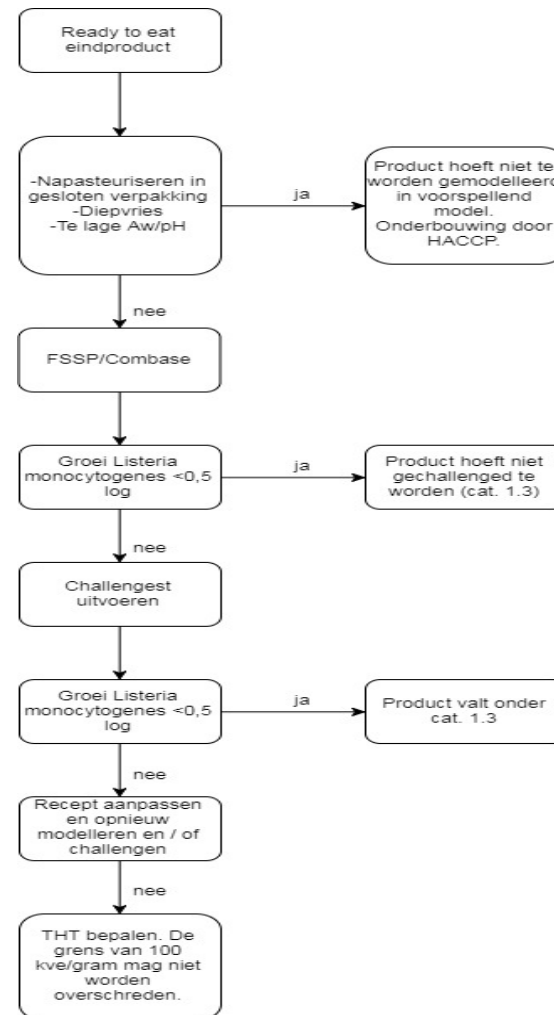 Ready to eat
eindproduct
-Napasteuriseren in
gesloten verpakking
-Diepvries
-Te lage Aw/pH
ja
Product hoeft niet te
worden gemodelleerd
in voorspellend
model.
Onderbouwing door
HACCP.
nee
FSSP/Combase
Groei Listeria
monocytogenes <0,5
log
ja
Product hoeft niet
gechallenged te
worden (cat. 1.3)
nee
Challengest
uitvoeren
Groei Listeria
monocytogenes <0,5
log
ja
Product valt onder
cat. 1.3
nee
Recept aanpassen
en opnieuw
modelleren en / of
challengen
nee
THT bepalen. De
grens van 100
kve/gram mag niet
worden
overschreden.